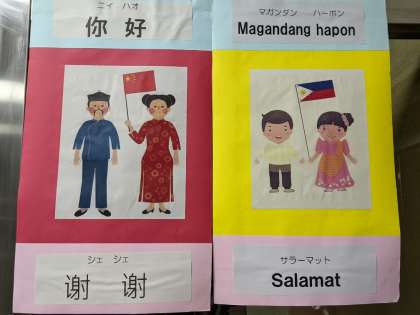 ニイ ハオ
你 好
シェ シェ
谢 谢
マガンダン ハーポン
Magandang hapon
サラーマット
Salamat